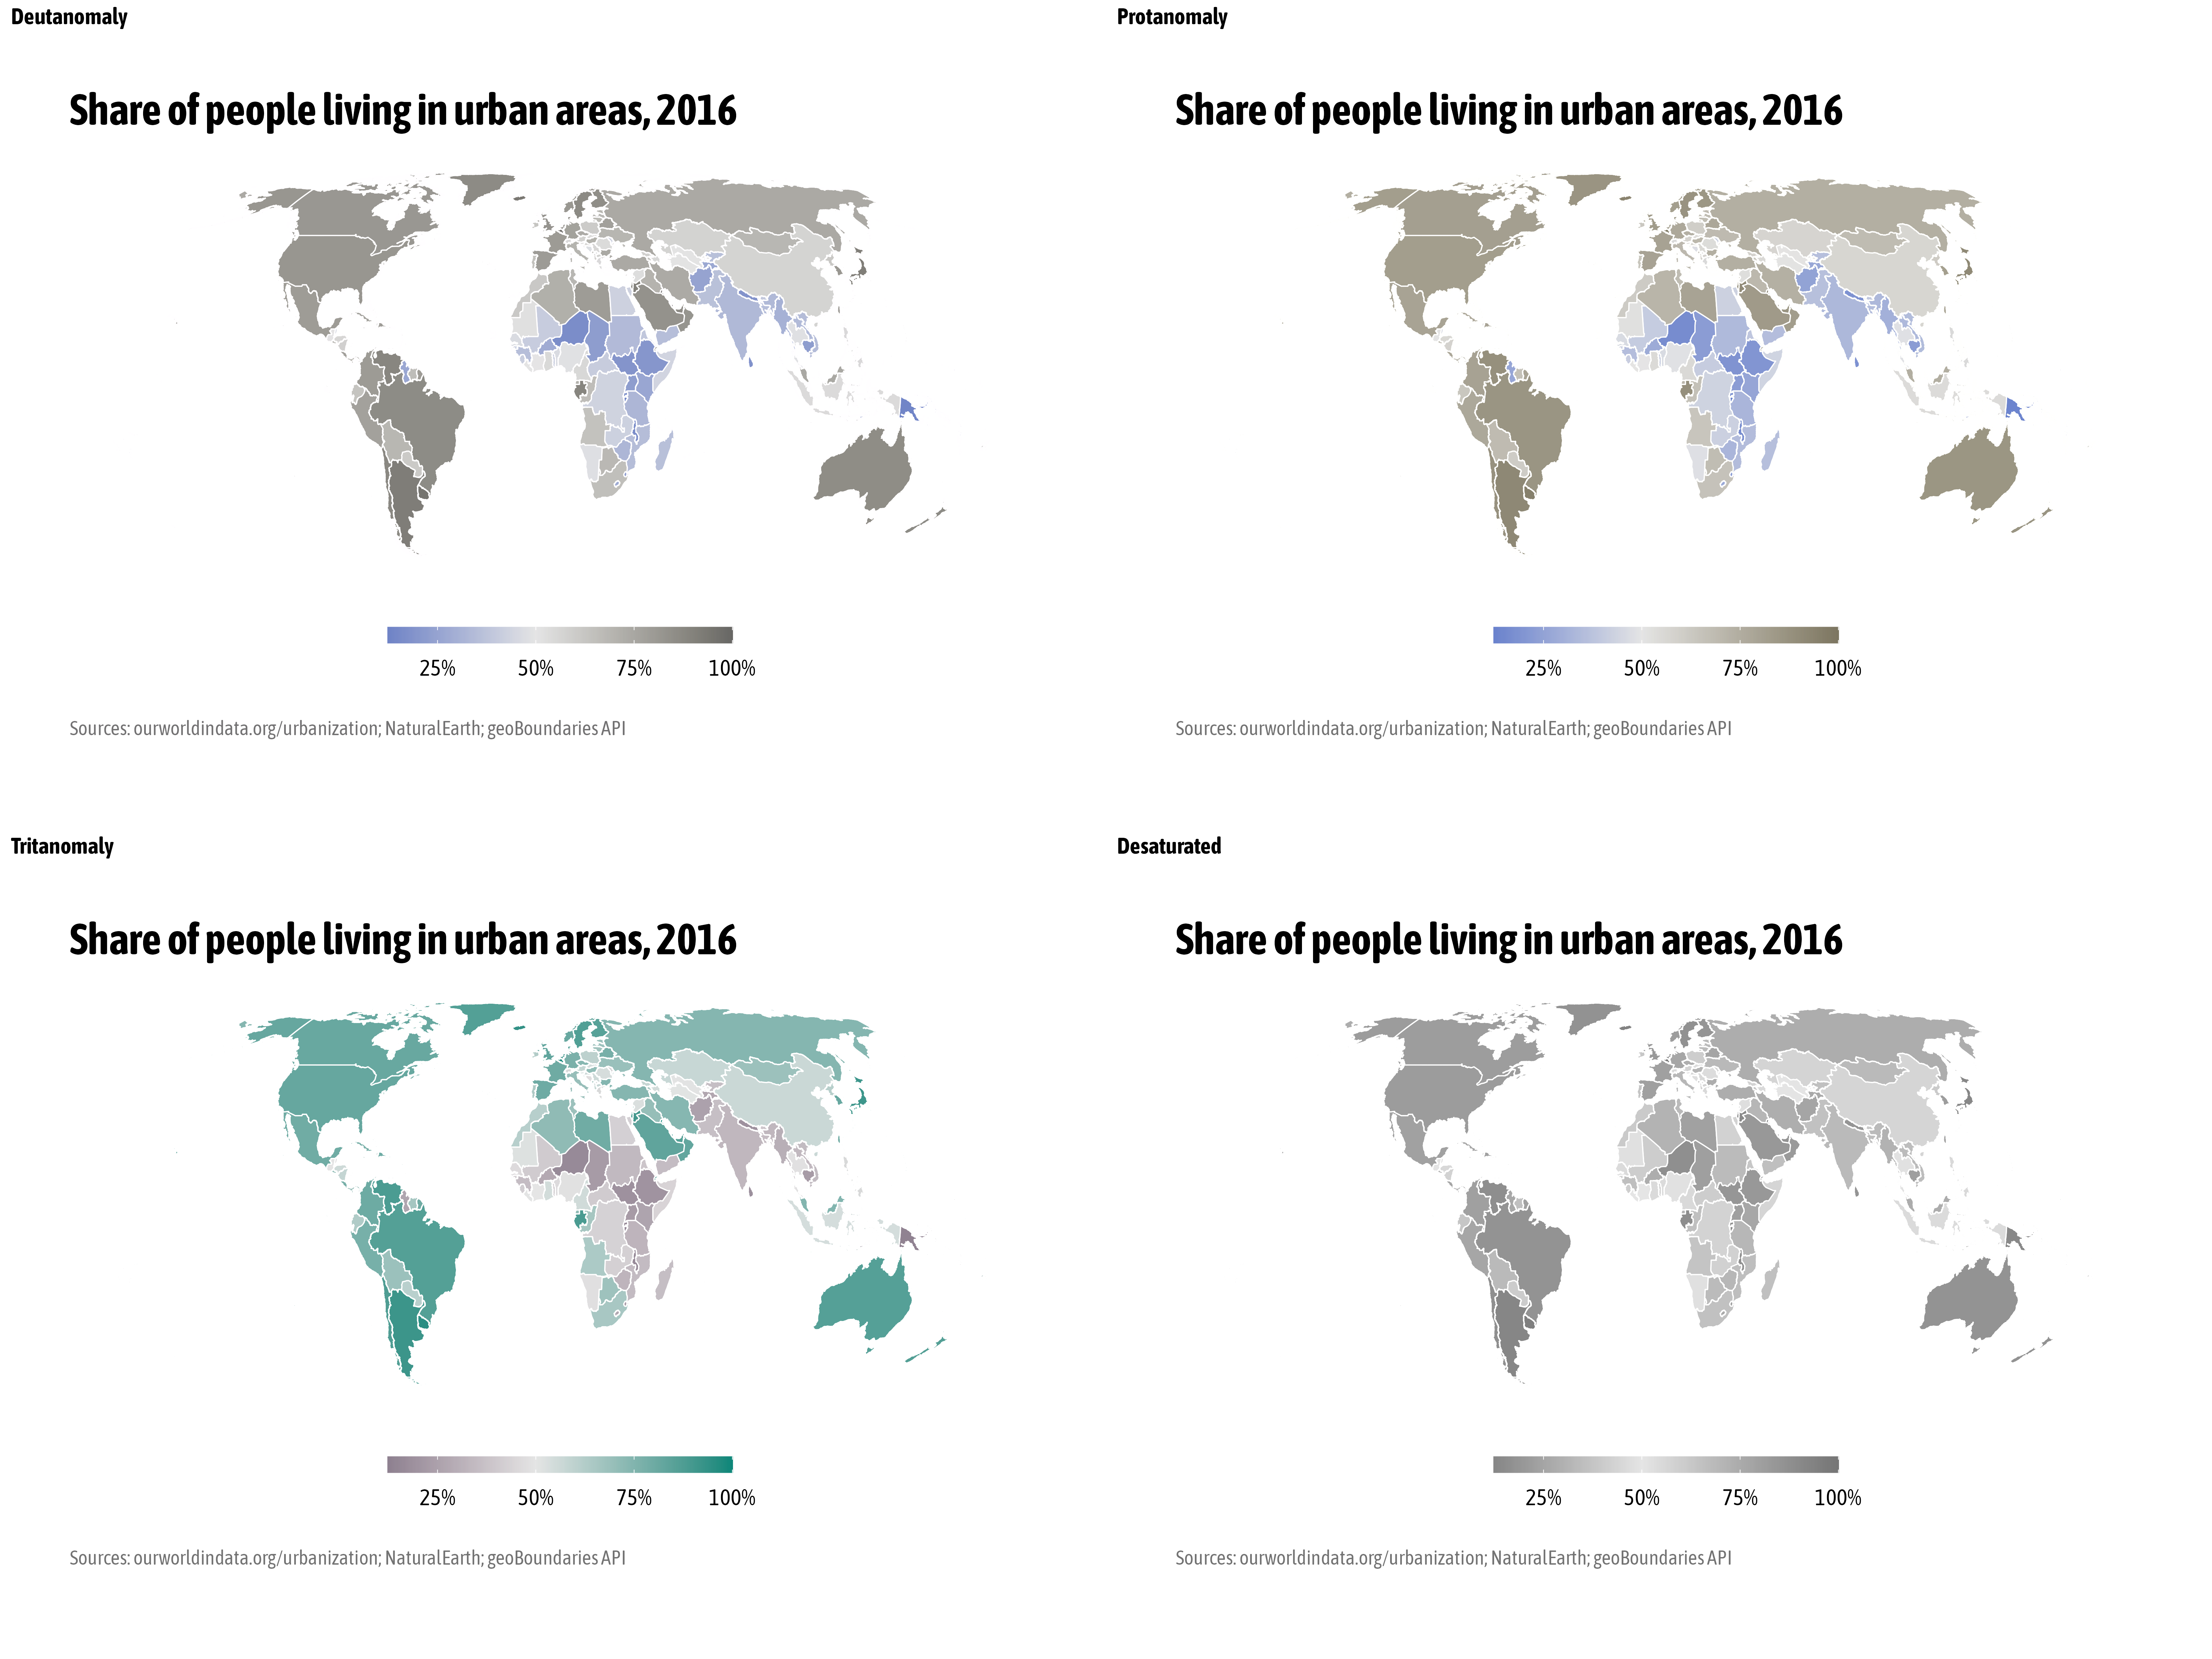 Deutanomaly
Share of people living in urban areas, 2016
25% 50% 75% 100%
Sources: ourworldindata.org/urbanization; NaturalEarth; geoBoundaries API
Protanomaly
Share of people living in urban areas, 2016
25% 50% 75% 100%
Sources: ourworldindata.org/urbanization; NaturalEarth; geoBoundaries API
Tritanomaly
Share of people living in urban areas, 2016
25% 50% 75% 100%
Sources: ourworldindata.org/urbanization; NaturalEarth; geoBoundaries API
Desaturated
Share of people living in urban areas, 2016
25% 50% 75% 100%
Sources: ourworldindata.org/urbanization; NaturalEarth; geoBoundaries API